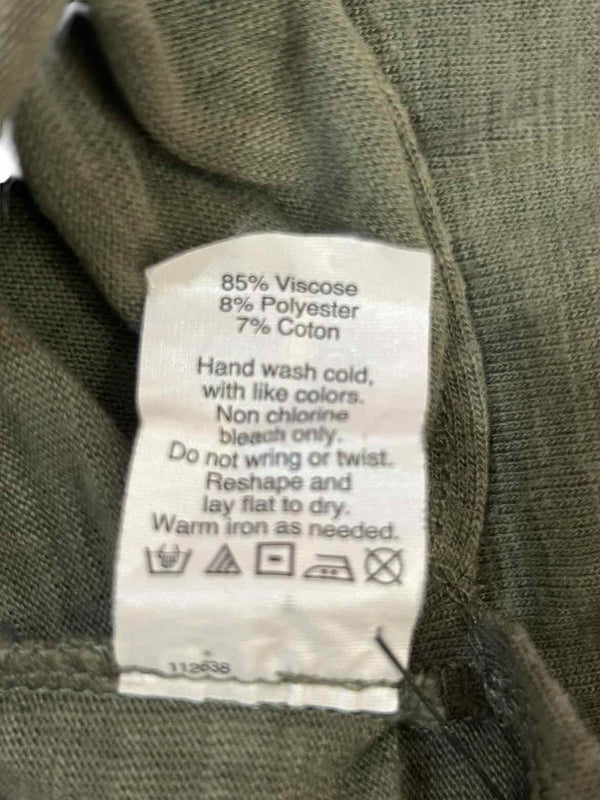 85% Viscose
8% Polyester
7% Coton
Hand wash cold,
with like colors.
Non chlorine
bleach only.
Do not wring or twist.
Reshape and
lay flat to dry.
Warm iron as needed.
112638